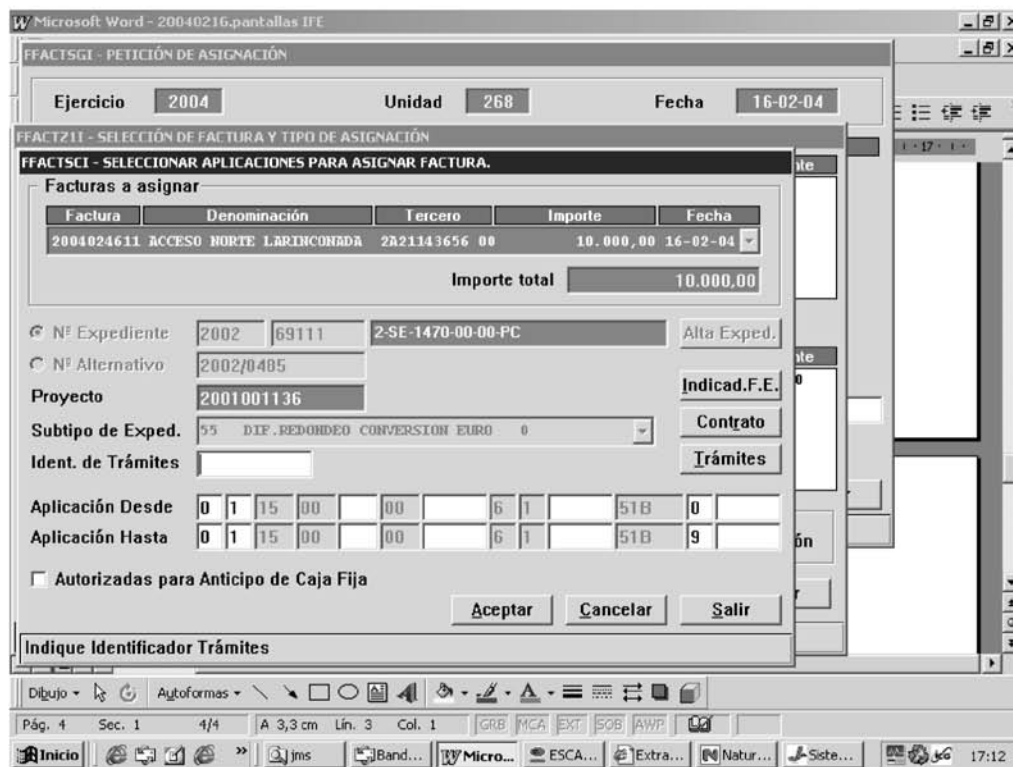 Microsoft Word - 20040216.pantallas IFE
FFACTSGI - PETICIÓN DE ASIGNACIÓN
Ejercicio 2004 Unidad 268 Fecha 16-02-04
FFACTZ1I - SELECCIÓN DE FACTURA Y TIPO DE ASIGNACIÓN
FFACTSCI - SELECCIONAR APLICACIONES PARA ASIGNAR FACTURA.
Facturas a asignar
Factura Denominación Tercero Importe Fecha
2004024611 ACCESO NORTE LARINCONADA 2A21143656 00 10.000,00 16-02-04
Importe total 10.000,00
Nº Expediente 2002 69111 2-SE-1470-00-00-PC Alta Exped.
Nº Alternativo 2002/0485
Indicad.F.E.
Proyecto 2001001136
Contrato
Subtipo de Exped. 55 DIF.REDONDEO CONVERSION EURO 0
Ident. de Trámites Trámites
Aplicación Desde 0 1 15 00 00 6 1 51B 0
Aplicación Hasta 0 1 15 00 00 6 1 51B 9
ón
Autorizadas para Anticipo de Caja Fija
Aceptar Cancelar Salir
Indique Identificador Trámites
Dibujo Autoformas
Pág. 4 Sec. 1 4/4 A 3,3 cm Lín. 3 Col. 1 GRB MCA EXT SOB AWP
Inicio » jms Band... Micro... ESCA... Extra... Natur... Siste... 17:12